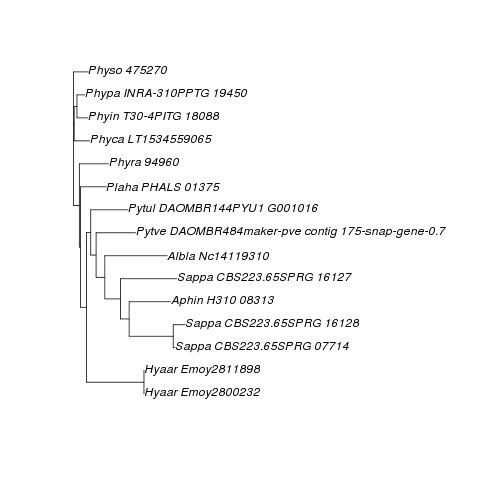 Physo 475270
Phypa INRA-310PPTG 19450
Phyin T30-4PITG 18088
Phyca LT1534559065
Phyra 94960
Plaha PHALS 01375
Pytul DAOMBR144PYU1 G001016
Pytve DAOMBR484maker-pve contig 175-snap-gene-0.7
Albla Nc14119310
Sappa CBS223.65SPRG 16127
Aphin H310 08313
Sappa CBS223.65SPRG 16128
Sappa CBS223.65SPRG 07714
Hyaar Emoy2811898
Hyaar Emoy2800232